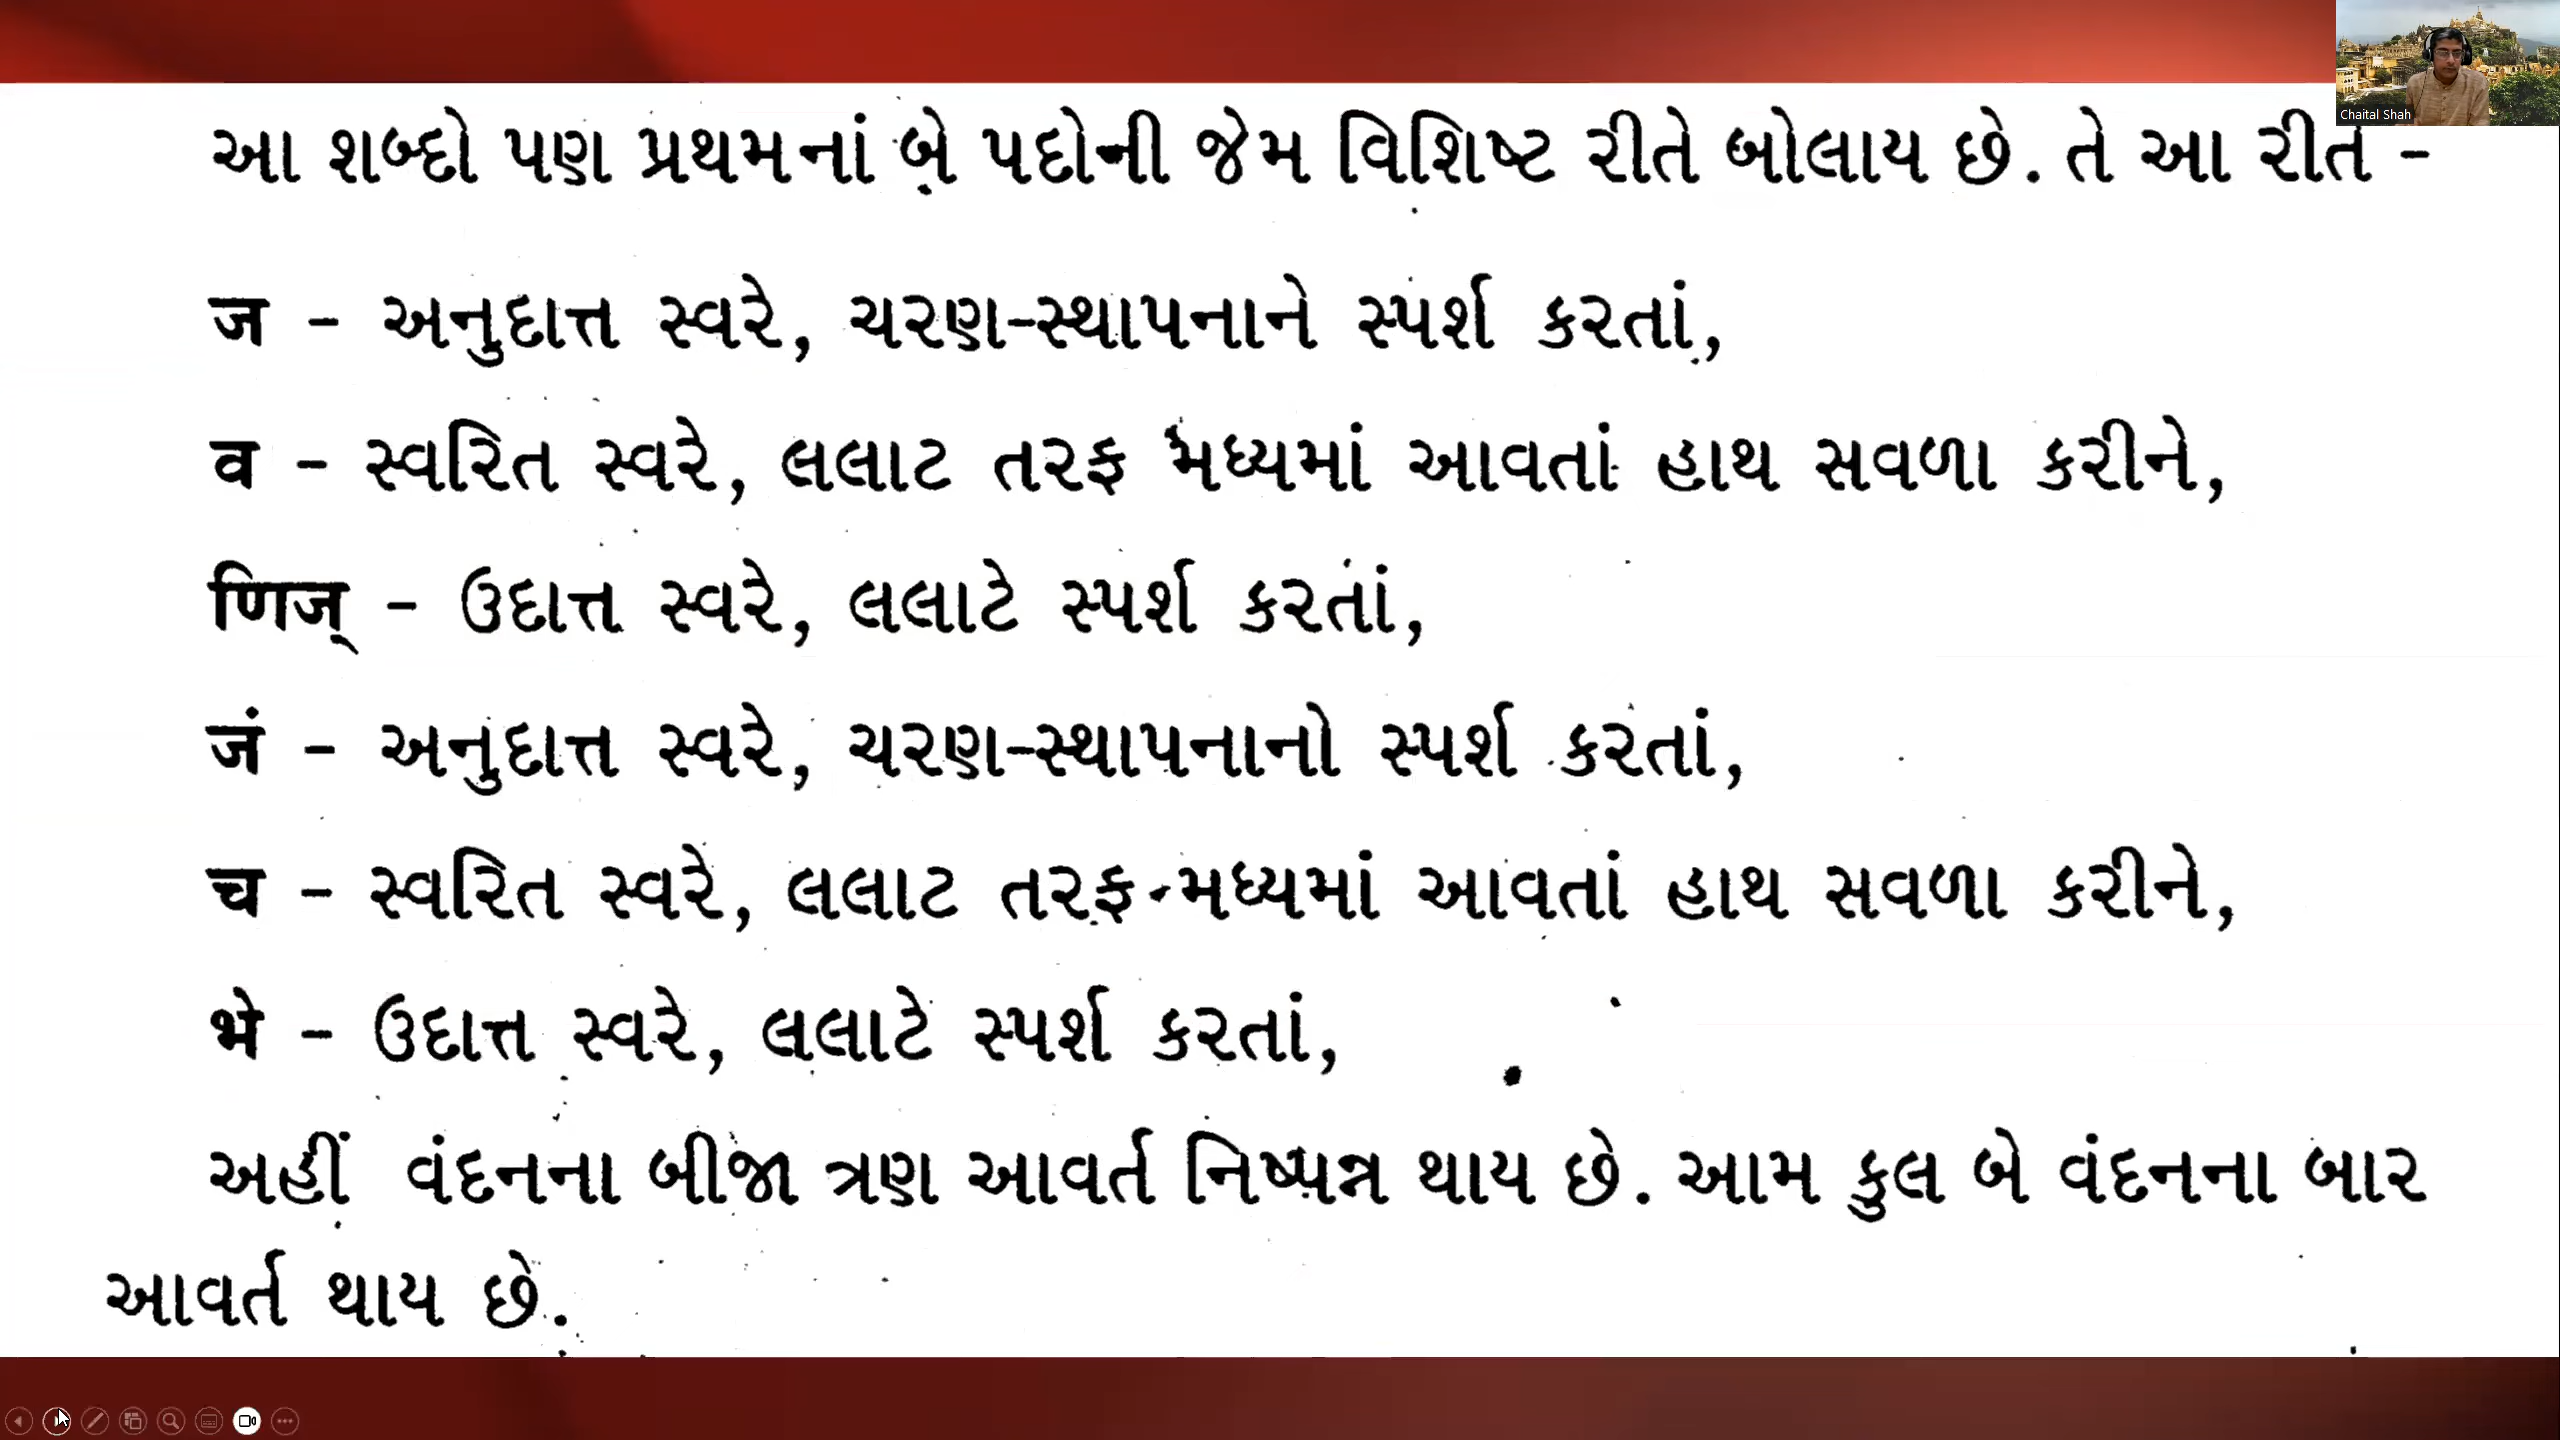 Chaital Shah
આ શબ્દો પણ પ્રથમનાં બે પદોની જેમ વિશિષ્ટ રીતે બોલાય છે. તે આ રીત -
ज - અનુદાત્ત સ્વરે, ચરણ-સ્થાપનાને સ્પર્શ કરતાં,
व - સ્વરિત સ્વરે, લલાટ તરફ મધ્યમાં આવતાં હાથ સવળા કરીને,
णिज् - ઉદાત્ત સ્વરે, લલાટે સ્પર્શ કરતાં,
जं - અનુદાત્ત સ્વરે, ચરણ-સ્થાપનાનો સ્પર્શ કરતાં,
च - સ્વરિત સ્વરે, લલાટ તરફ મધ્યમાં આવતાં હાથ સવળા કરીને,
भे - ઉદાત્ત સ્વરે, લલાટે સ્પર્શ કરતાં,
અહીં વંદનના બીજા ત્રણ આવર્ત નિષ્પન્ન થાય છે. આમ કુલ બે વંદનના બાર
આવર્ત થાય છે.